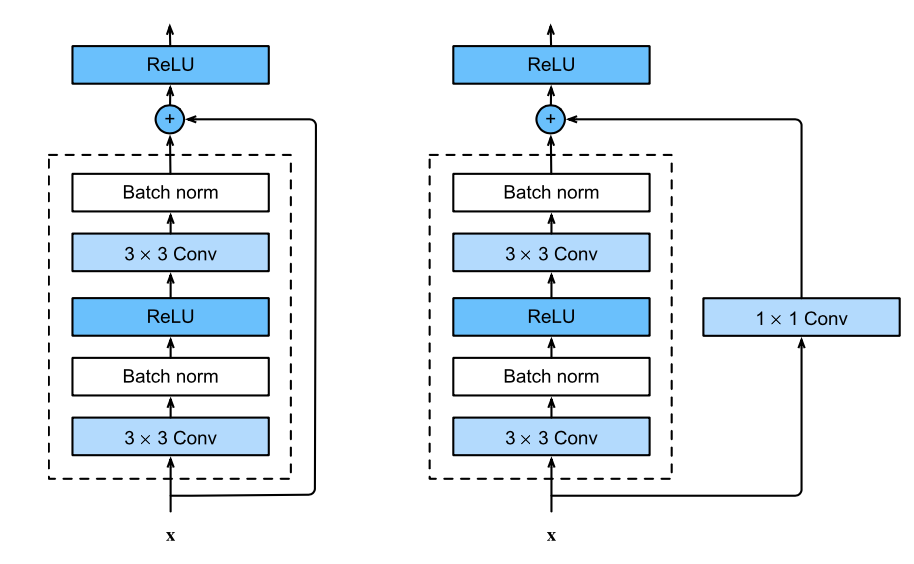 ReLU
+
Batch norm
3 × 3 Conv
ReLU
Batch norm
3 × 3 Conv
x
ReLU
+
Batch norm
3 × 3 Conv
ReLU
Batch norm
3 × 3 Conv
x
1 × 1 Conv